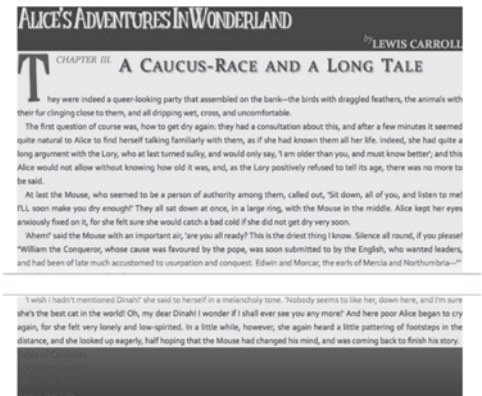 ALICE'S ADVENTURES IN WONDERLAND
by LEWIS CARROLL
CHAPTER III. A CAUCUS-RACE AND A LONG TALE
They were indeed a queer-looking party that assembled on the bank—the birds with draggled feathers, the animals with
their fur clinging close to them, and all dripping wet, cross, and uncomfortable.
The first question of course was, how to get dry again: they had a consultation about this, and after a few minutes it seemed
quite natural to Alice to find herself talking familiarly with them, as if she had known them all her life. Indeed, she had quite a
long argument with the Lory, who at last turned sulky, and would only say, 'I am older than you, and must know better'; and this
Alice would not allow without knowing how old it was, and, as the Lory positively refused to tell its age, there was no more to
be said.
At last the Mouse, who seemed to be a person of authority among them, called out, 'Sit down, all of you, and listen to me!
I'LL soon make you dry enough!' They all sat down at once, in a large ring, with the Mouse in the middle. Alice kept her eyes
anxiously fixed on it, for she felt sure she would catch a bad cold if she did not get dry very soon.
'Ahem!' said the Mouse with an important air, 'are you all ready? This is the driest thing I know. Silence all round, if you please!
"William the Conqueror, whose cause was favoured by the pope, was soon submitted to by the English, who wanted leaders,
and had been of late much accustomed to usurpation and conquest. Edwin and Morcar, the earls of Mercia and Northumbria—"'
'I wish I hadn't mentioned Dinah!' she said to herself in a melancholy tone. 'Nobody seems to like her, down here, and I'm sure
she's the best cat in the world! Oh, my dear Dinah! I wonder if I shall ever see you any more!' And here poor Alice began to cry
again, for she felt very lonely and low-spirited. In a little while, however, she again heard a little pattering of footsteps in the
distance, and she looked up eagerly, half hoping that the Mouse had changed his mind, and was coming back to finish his story.
Table of Contents